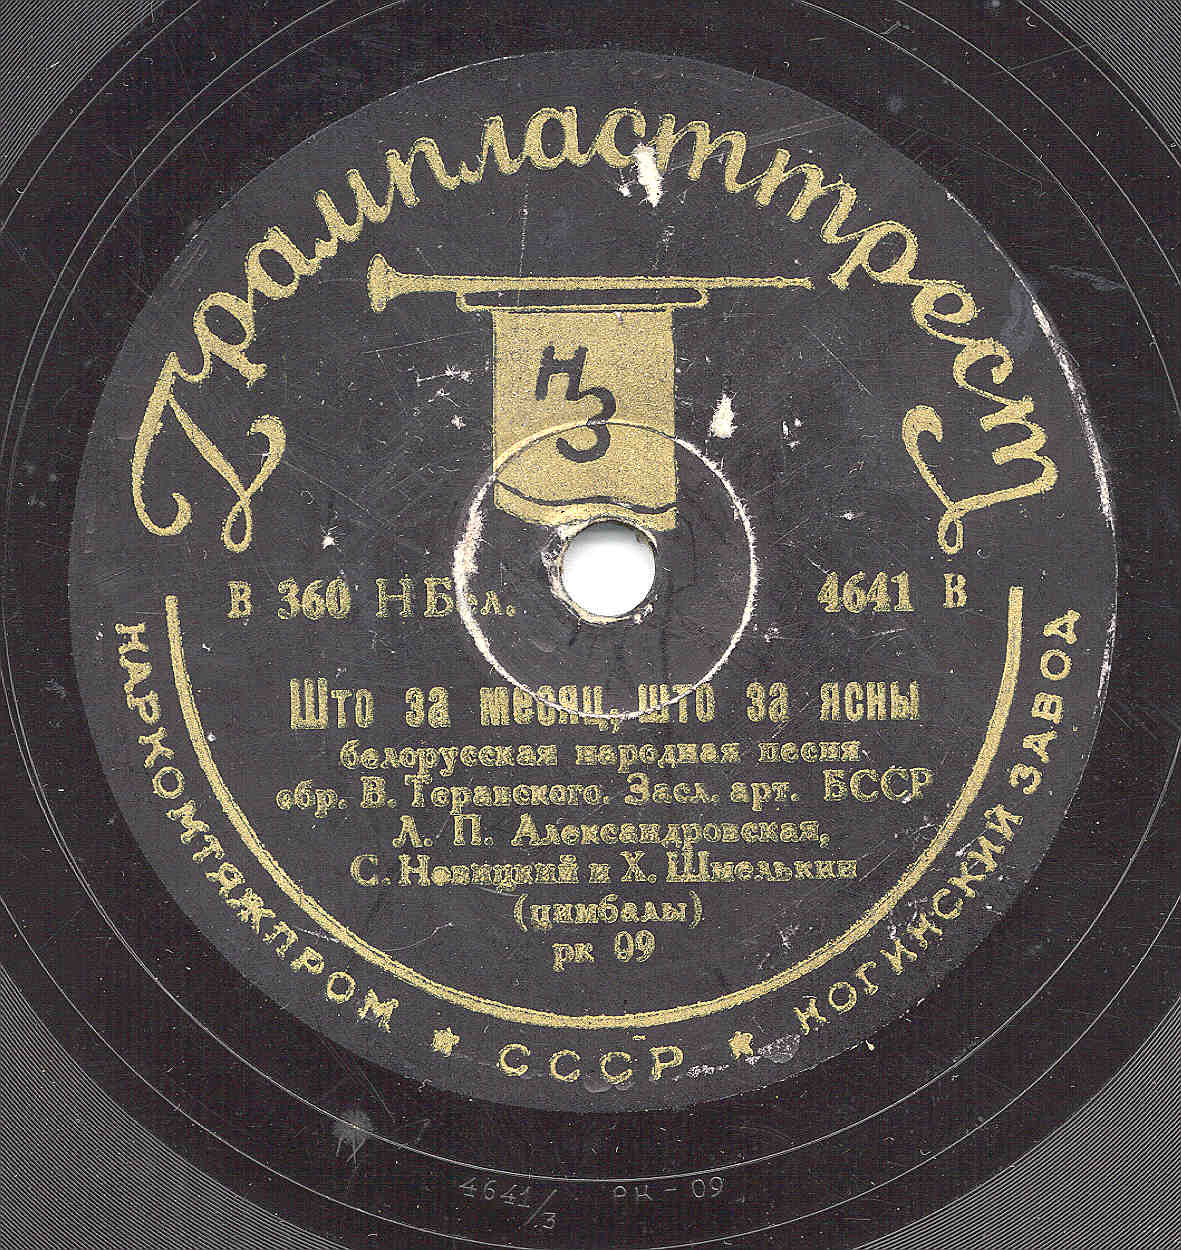 Грампласттрест
НЗ
В 360 НБел.
4641 В
Што за месяц, што за ясны
белорусская народная песня
обр. В. Теравского. Засл. арт. БССР
Л. П. Александровская,
С. Новицкий и Х. Шмелькин
(цимбалы)
рк 09
НАРКОМТЯЖПРОМ ★ СССР ★ НОГИНСКИЙ ЗАВОД
4641/3 РК-09